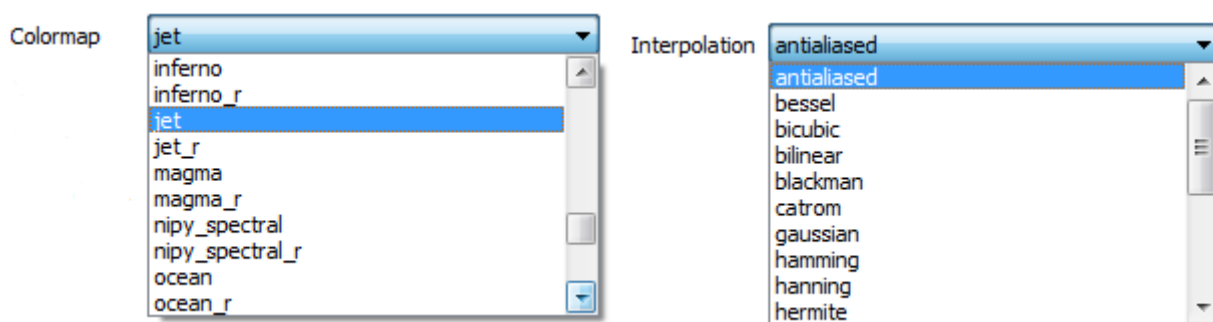 Colormap jet
inferno
inferno_r
jet
jet_r
magma
magma_r
nipy_spectral
nipy_spectral_r
ocean
ocean_r
Interpolation antialiased
antialiased
bessel
bicubic
bilinear
blackman
catrom
gaussian
hamming
hanning
hermite